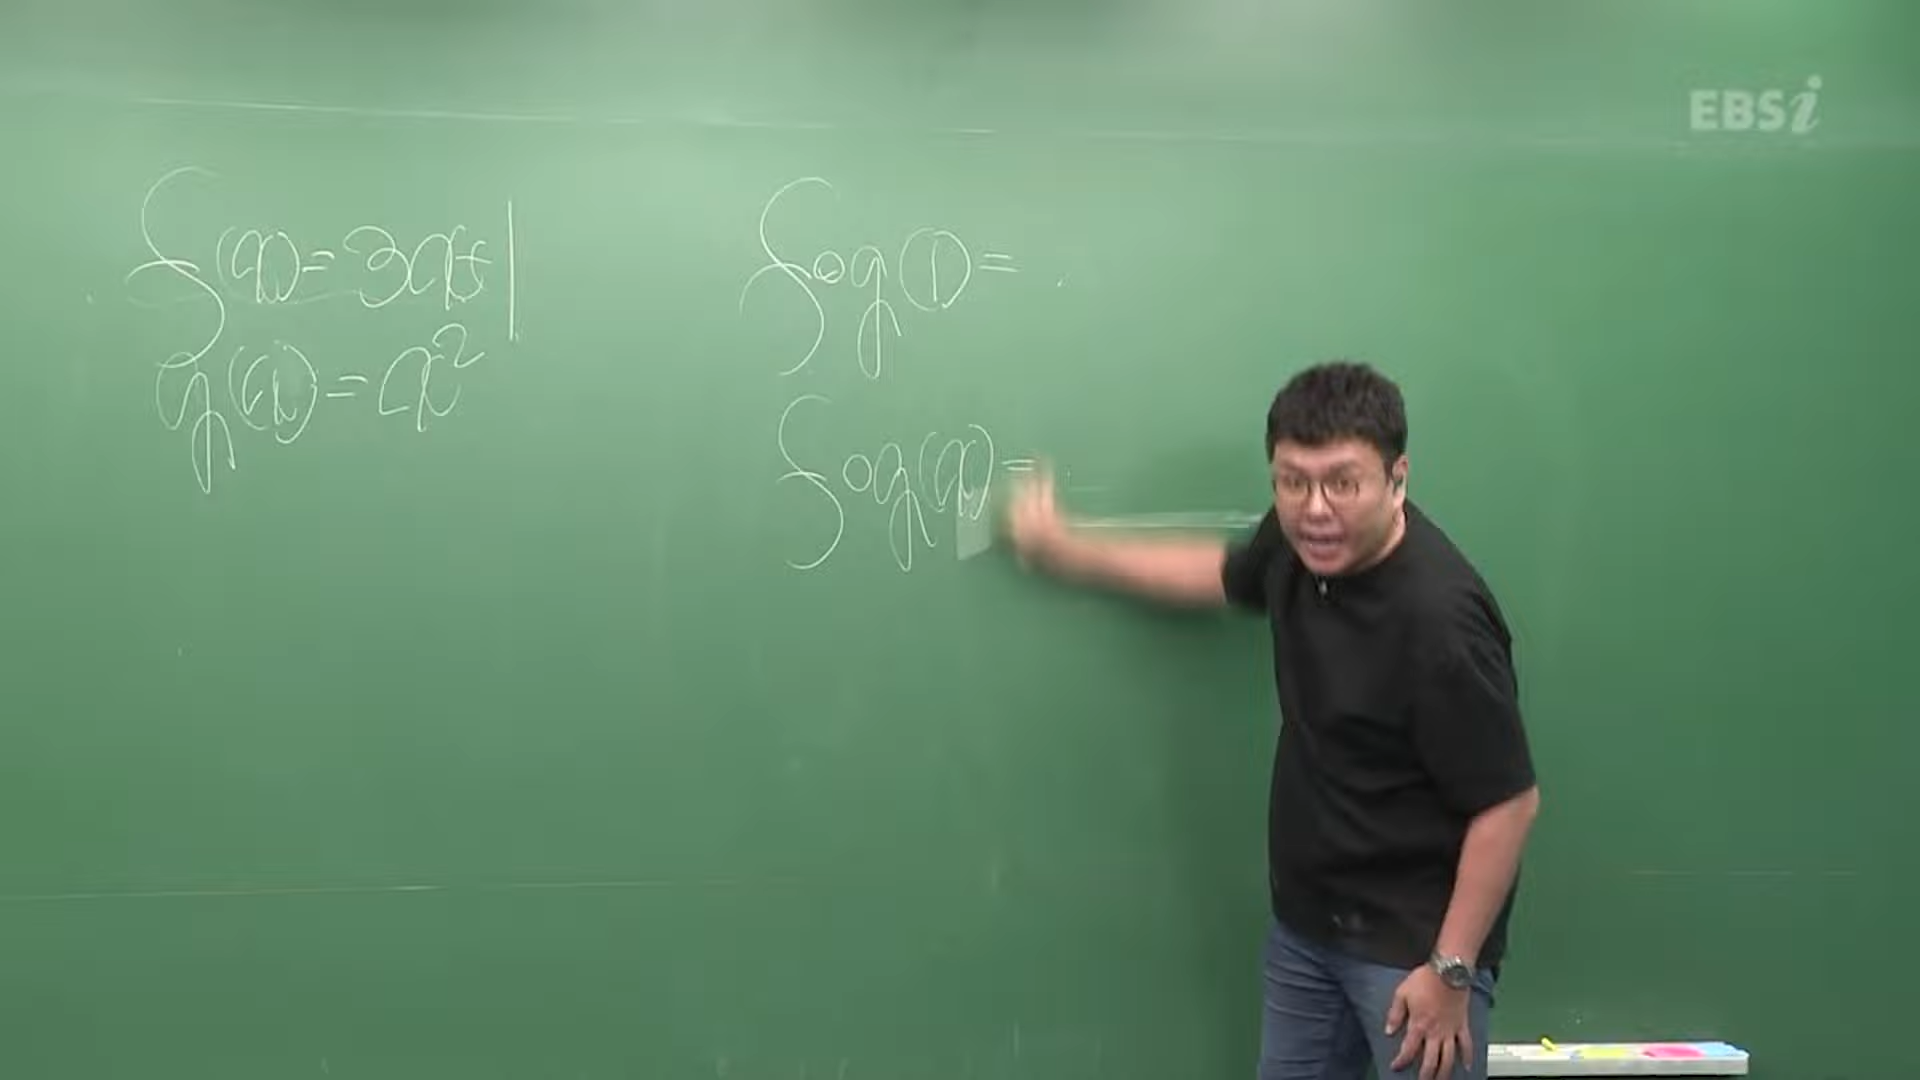 EBSi
f(x)=3x+1
g(x)=x²
f∘g(1)=
f∘g(x)=